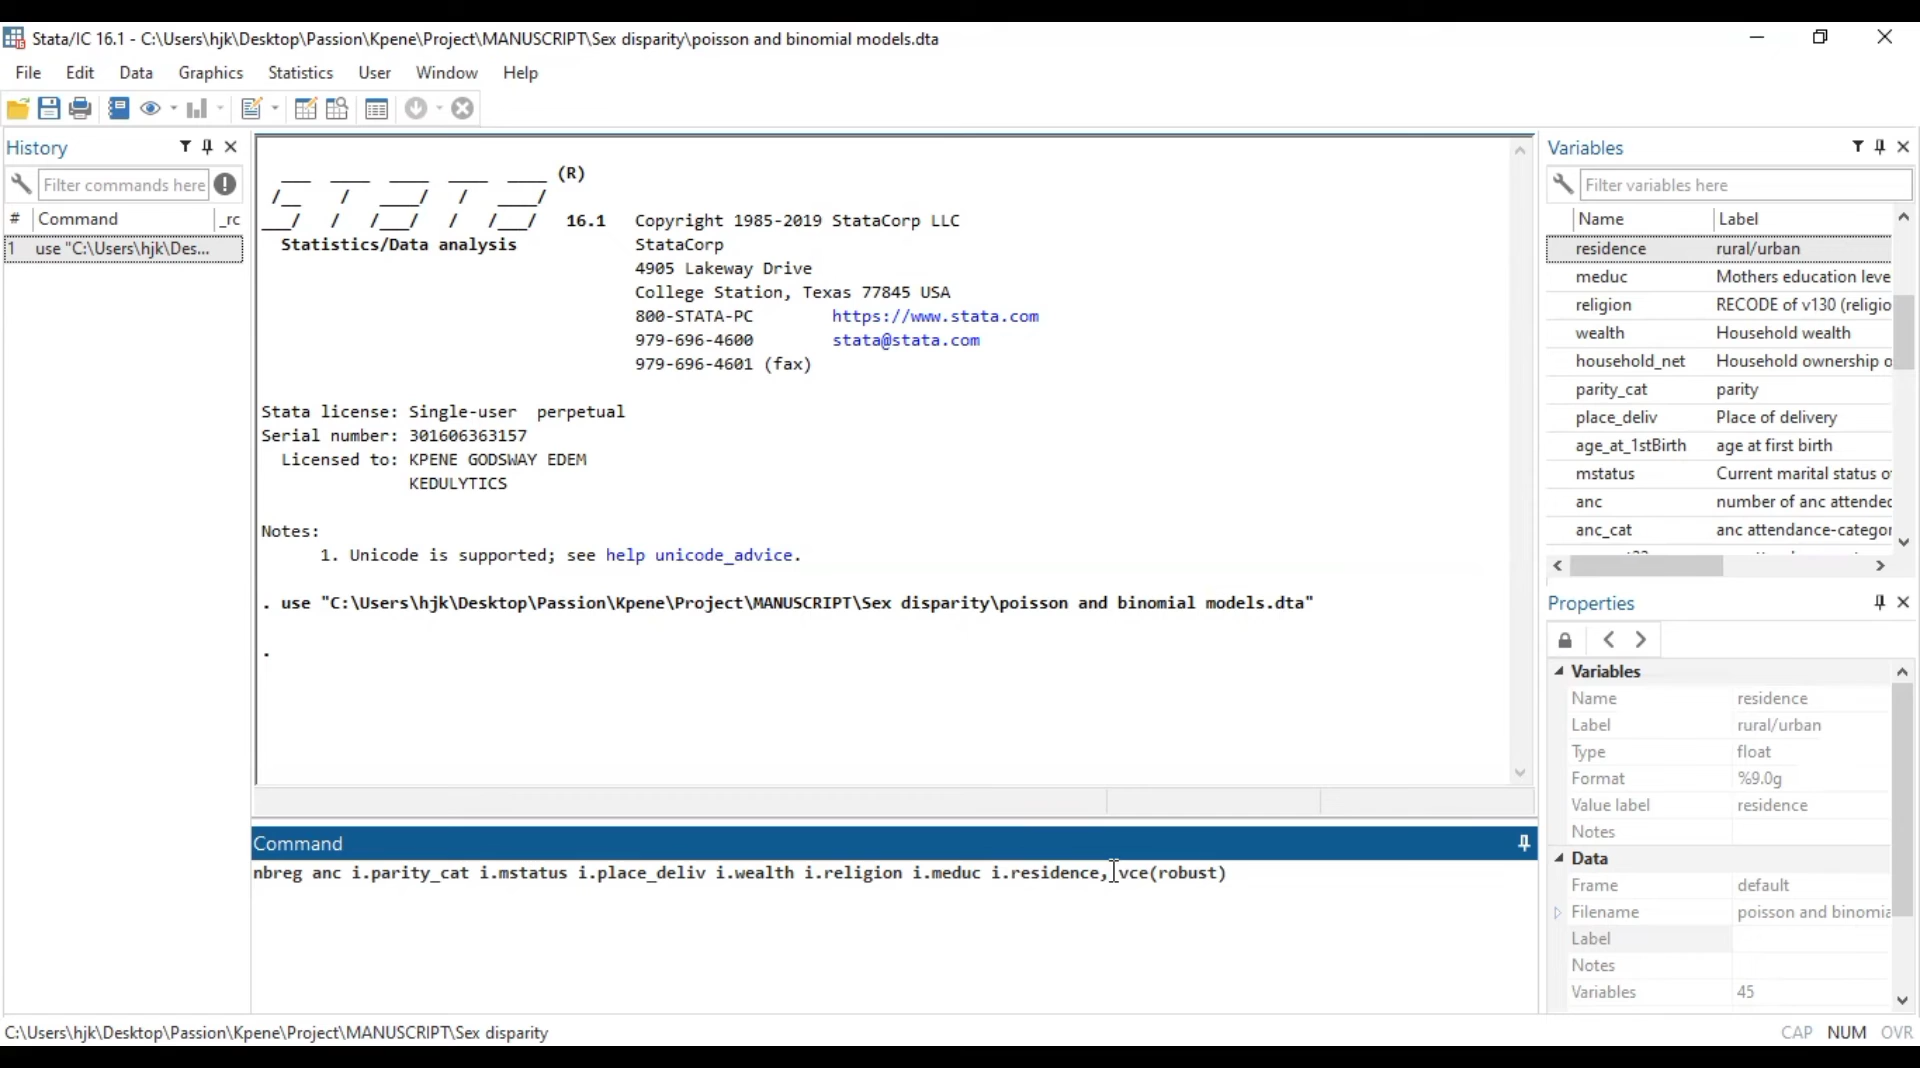 Stata/IC 16.1 - C:\Users\hjk\Desktop\Passion\Kpene\Project\MANUSCRIPT\Sex disparity\poisson and binomial models.dta
File Edit Data Graphics Statistics User Window Help
History
Filter commands here
# Command _rc
1 use "C:\Users\hjk\Des...
(R)
16.1 Copyright 1985-2019 StataCorp LLC
Statistics/Data analysis StataCorp
4905 Lakeway Drive
College Station, Texas 77845 USA
800-STATA-PC https://www.stata.com
979-696-4600 stata@stata.com
979-696-4601 (fax)
Stata license: Single-user perpetual
Serial number: 301606363157
Licensed to: KPENE GODSWAY EDEM
KEDULYTICS
Notes:
1. Unicode is supported; see help unicode_advice.
. use "C:\Users\hjk\Desktop\Passion\Kpene\Project\MANUSCRIPT\Sex disparity\poisson and binomial models.dta"
.
Command
nbreg anc i.parity_cat i.mstatus i.place_deliv i.wealth i.religion i.meduc i.residence, vce(robust)
Variables
Filter variables here
Name Label
residence rural/urban
meduc Mothers education leve
religion RECODE of v130 (religio
wealth Household wealth
household_net Household ownership o
parity_cat parity
place_deliv Place of delivery
age_at_1stBirth age at first birth
mstatus Current marital status o
anc number of anc attended
anc_cat anc attendance-categor
Properties
Variables
Name residence
Label rural/urban
Type float
Format %9.0g
Value label residence
Notes
Data
Frame default
Filename poisson and binomia
Label
Notes
Variables 45
C:\Users\hjk\Desktop\Passion\Kpene\Project\MANUSCRIPT\Sex disparity
CAP NUM OVR